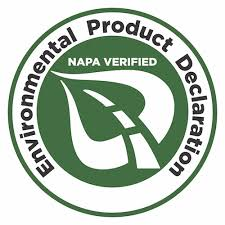 Environmental Product Declaration
NAPA VERIFIED